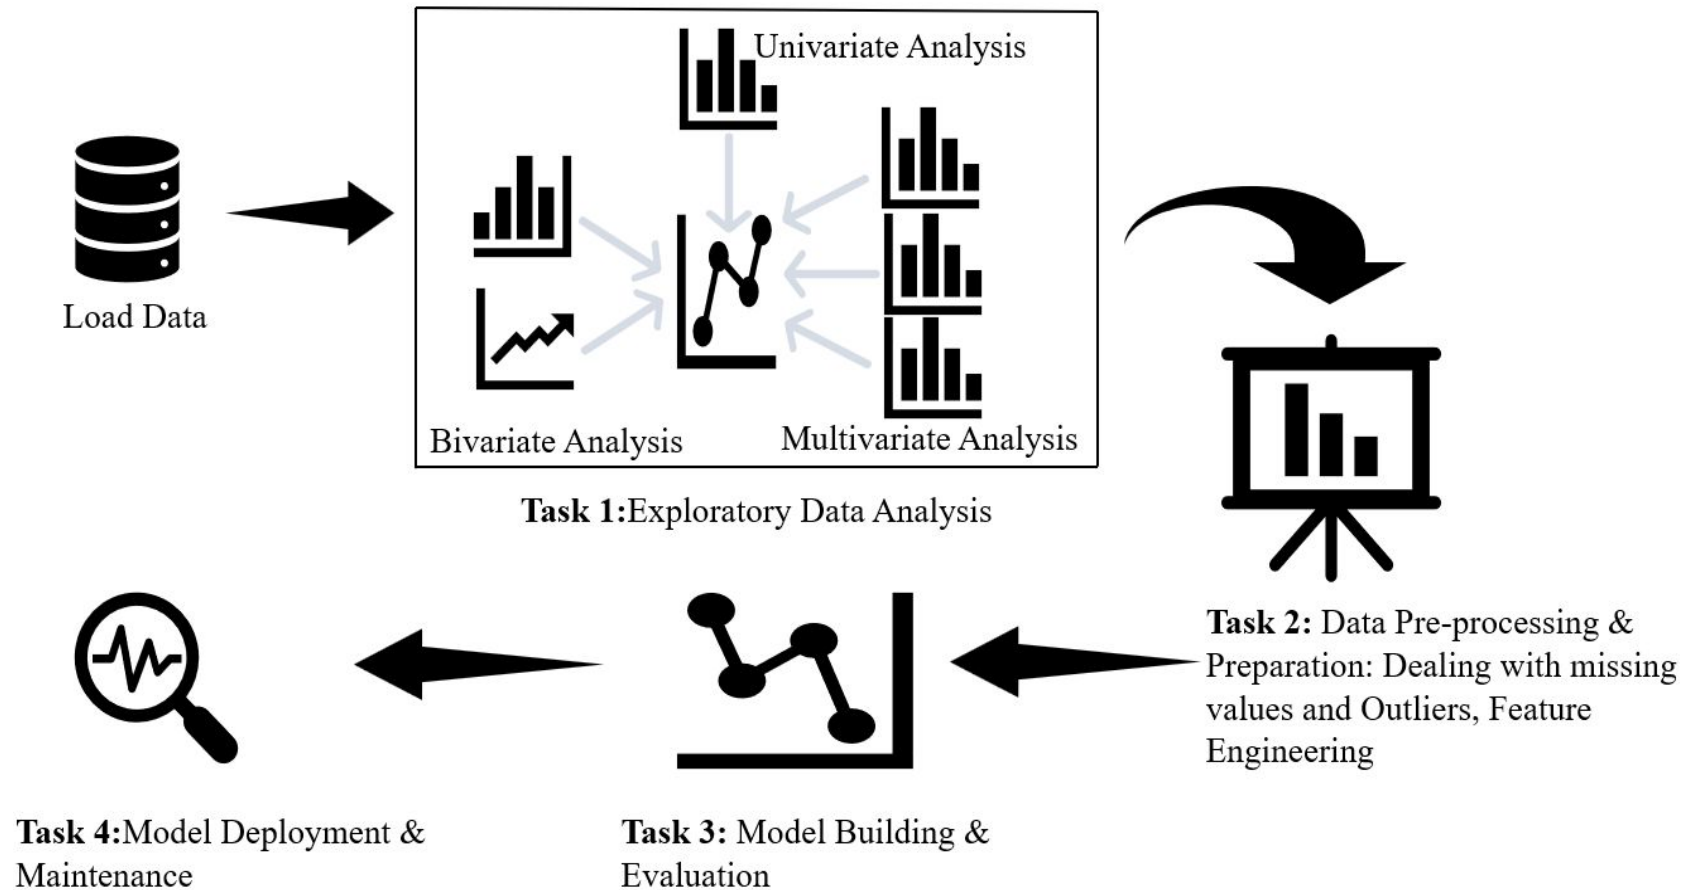 Univariate Analysis
Load Data
Bivariate Analysis
Multivariate Analysis
Task 1:Exploratory Data Analysis
Task 2: Data Pre-processing &
Preparation: Dealing with missing
values and Outliers, Feature
Engineering
Task 3: Model Building &
Evaluation
Task 4:Model Deployment &
Maintenance